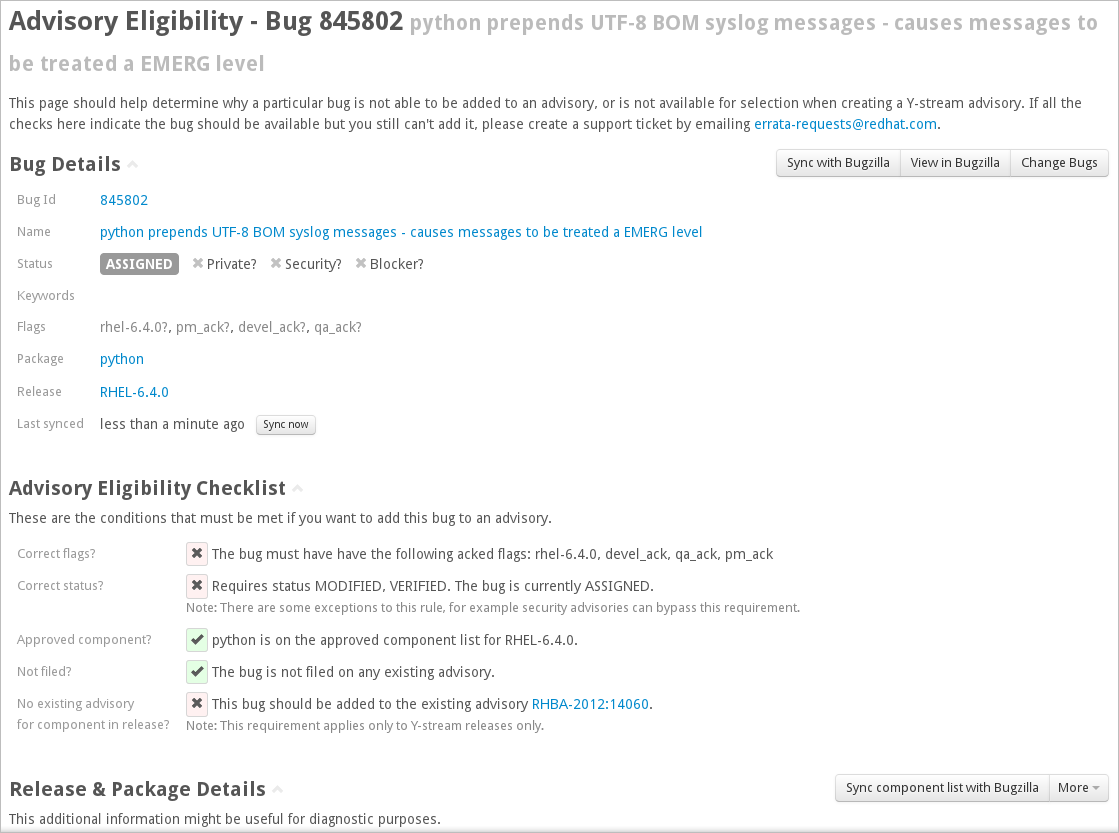 Advisory Eligibility - Bug 845802 python prepends UTF-8 BOM syslog messages - causes messages to
be treated a EMERG level
This page should help determine why a particular bug is not able to be added to an advisory, or is not available for selection when creating a Y-stream advisory. If all the
checks here indicate the bug should be available but you still can't add it, please create a support ticket by emailing errata-requests@redhat.com.
Bug Details Sync with Bugzilla View in Bugzilla Change Bugs
Bug Id 845802
Name python prepends UTF-8 BOM syslog messages - causes messages to be treated a EMERG level
Status ASSIGNED Private? Security? Blocker?
Keywords
Flags rhel-6.4.0?, pm_ack?, devel_ack?, qa_ack?
Package python
Release RHEL-6.4.0
Last synced less than a minute ago Sync now
Advisory Eligibility Checklist
These are the conditions that must be met if you want to add this bug to an advisory.
Correct flags? The bug must have have the following acked flags: rhel-6.4.0, devel_ack, qa_ack, pm_ack
Correct status? Requires status MODIFIED, VERIFIED. The bug is currently ASSIGNED.
Note: There are some exceptions to this rule, for example security advisories can bypass this requirement.
Approved component? python is on the approved component list for RHEL-6.4.0.
Not filed? The bug is not filed on any existing advisory.
No existing advisory This bug should be added to the existing advisory RHBA-2012:14060.
for component in release? Note: This requirement applies only to Y-stream releases only.
Release & Package Details Sync component list with Bugzilla More
This additional information might be useful for diagnostic purposes.